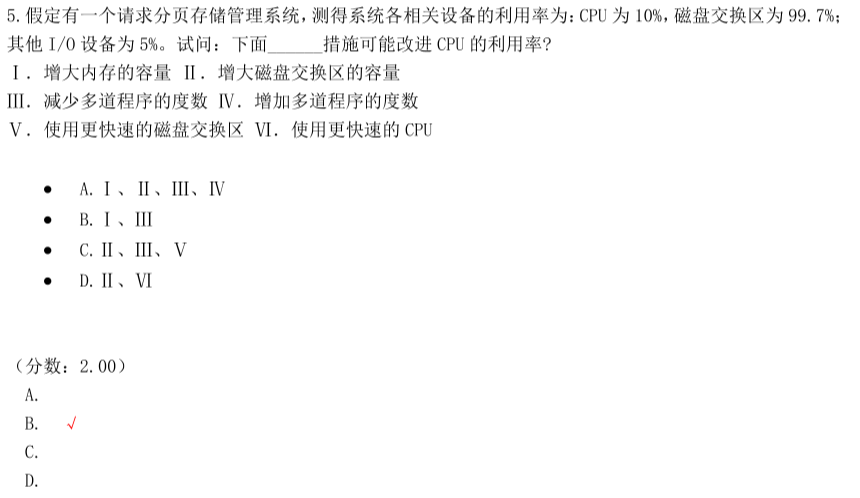 5.假定有一个请求分页存储管理系统,测得系统各相关设备的利用率为:CPU 为 10%,磁盘交换区为 99.7%;
其他 I/O 设备为 5%。试问: 下面______措施可能改进 CPU 的利用率?
Ⅰ. 增大内存的容量 Ⅱ. 增大磁盘交换区的容量
Ⅲ. 减少多道程序的度数 Ⅳ. 增加多道程序的度数
Ⅴ. 使用更快速的磁盘交换区 Ⅵ. 使用更快速的 CPU
● A.Ⅰ、Ⅱ、Ⅲ、Ⅳ
● B.Ⅰ、Ⅲ
● C.Ⅱ、Ⅲ、Ⅴ
● D.Ⅱ、Ⅵ
(分数: 2.00)
A.
B. √
C.
D.